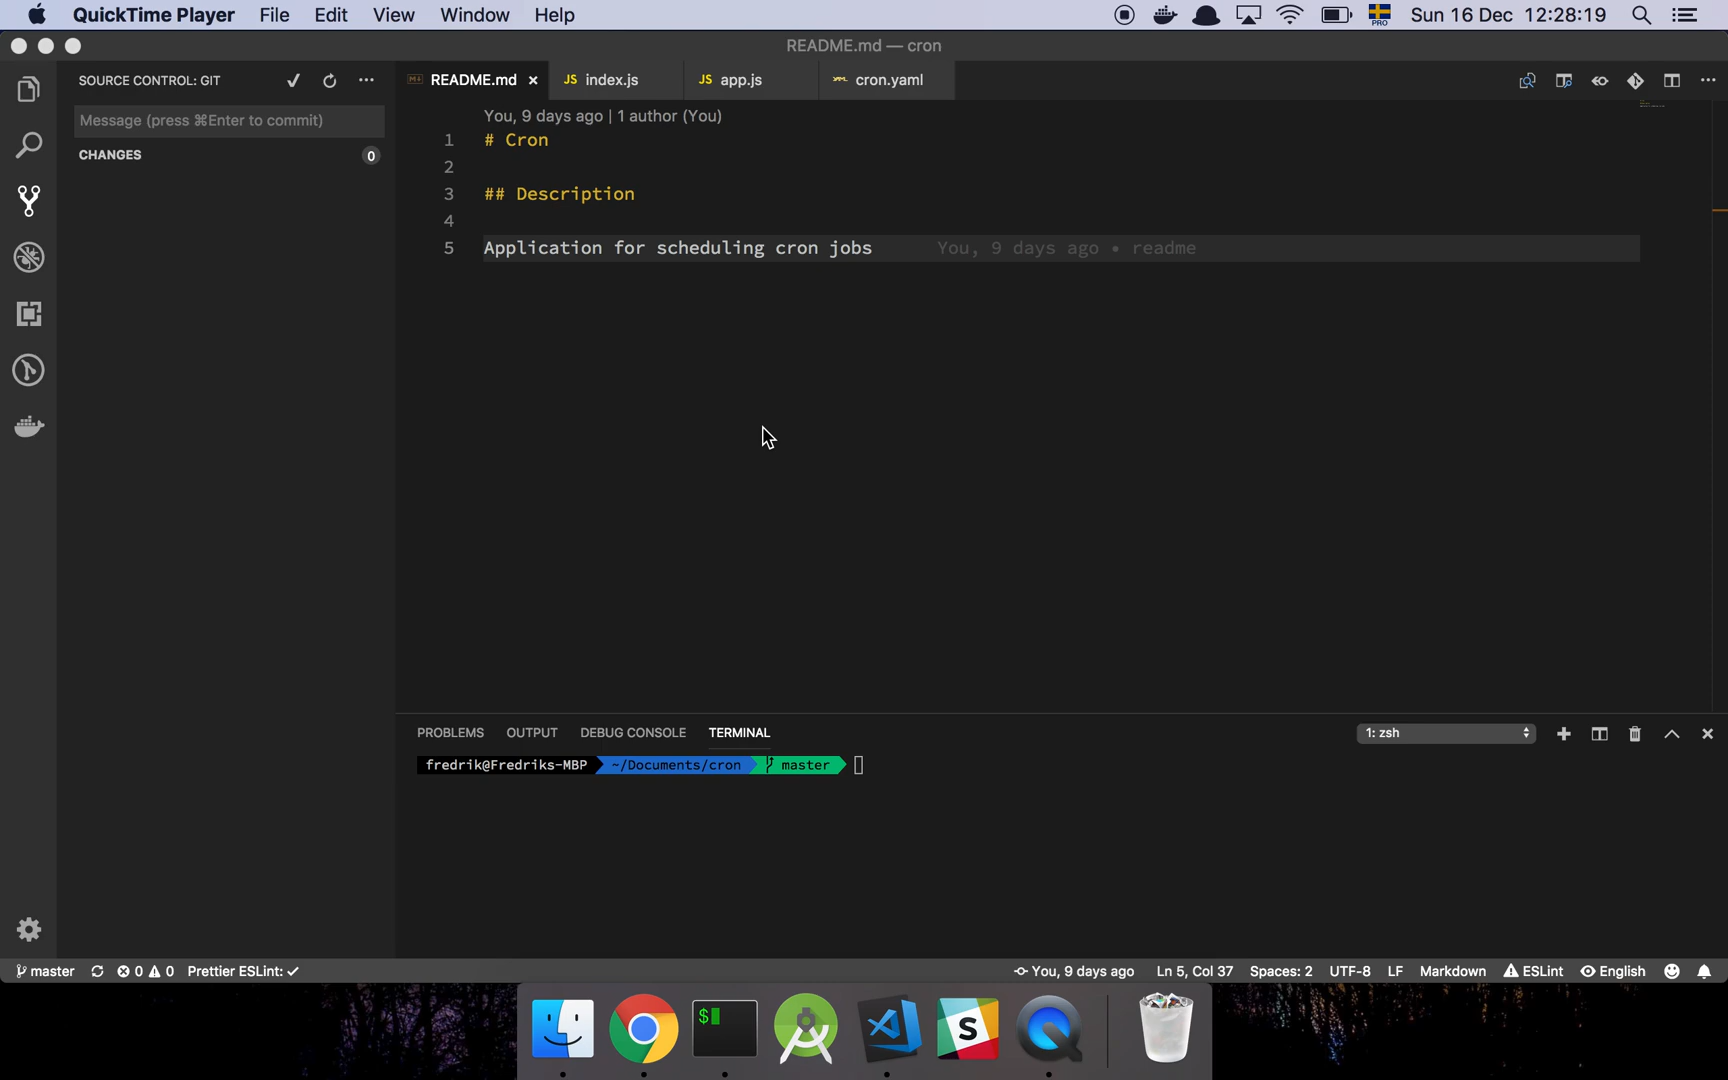 QuickTime Player File Edit View Window Help PRO Sun 16 Dec 12:28:19
README.md — cron
SOURCE CONTROL: GIT
README.md JS index.js JS app.js cron.yaml
Message (press ⌘Enter to commit)
CHANGES 0
You, 9 days ago | 1 author (You)
1 # Cron
2
3 ## Description
4
5 Application for scheduling cron jobs You, 9 days ago • readme
PROBLEMS OUTPUT DEBUG CONSOLE TERMINAL 1: zsh
fredrik@Fredriks-MBP ~/Documents/cron master
master 0 0 Prettier ESLint: ✓ You, 9 days ago Ln 5, Col 37 Spaces: 2 UTF-8 LF Markdown ESLint English
$ S